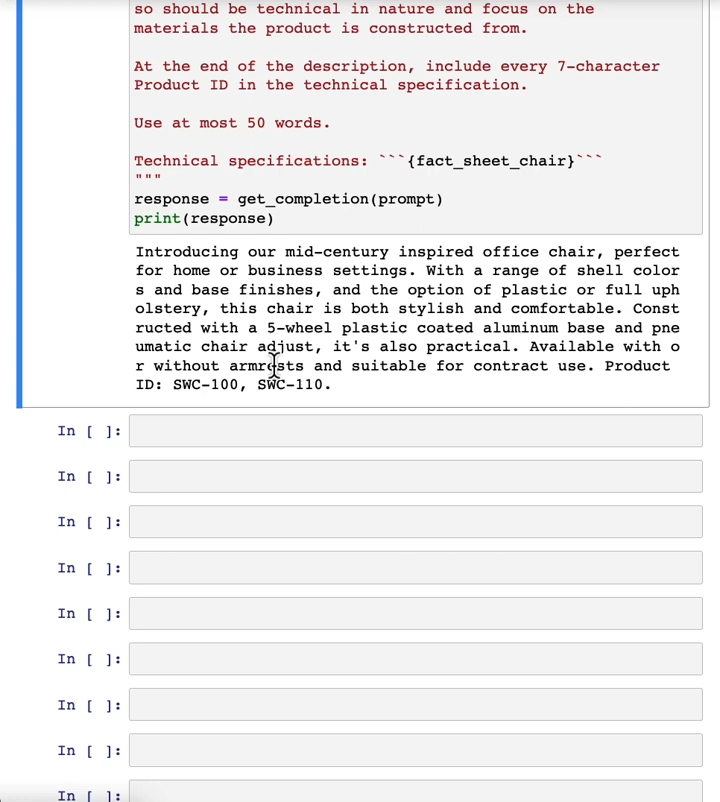 so should be technical in nature and focus on the
materials the product is constructed from.
At the end of the description, include every 7-character
Product ID in the technical specification.
Use at most 50 words.
Technical specifications: ```{fact_sheet_chair}```
"""
response = get_completion(prompt)
print(response)
Introducing our mid-century inspired office chair, perfect
for home or business settings. With a range of shell color
s and base finishes, and the option of plastic or full uph
olstery, this chair is both stylish and comfortable. Const
ructed with a 5-wheel plastic coated aluminum base and pne
umatic chair adjust, it's also practical. Available with o
r without armrests and suitable for contract use. Product
ID: SWC-100, SWC-110.
In [ ]:
In [ ]:
In [ ]:
In [ ]:
In [ ]:
In [ ]:
In [ ]:
In [ ]:
In [ ]: